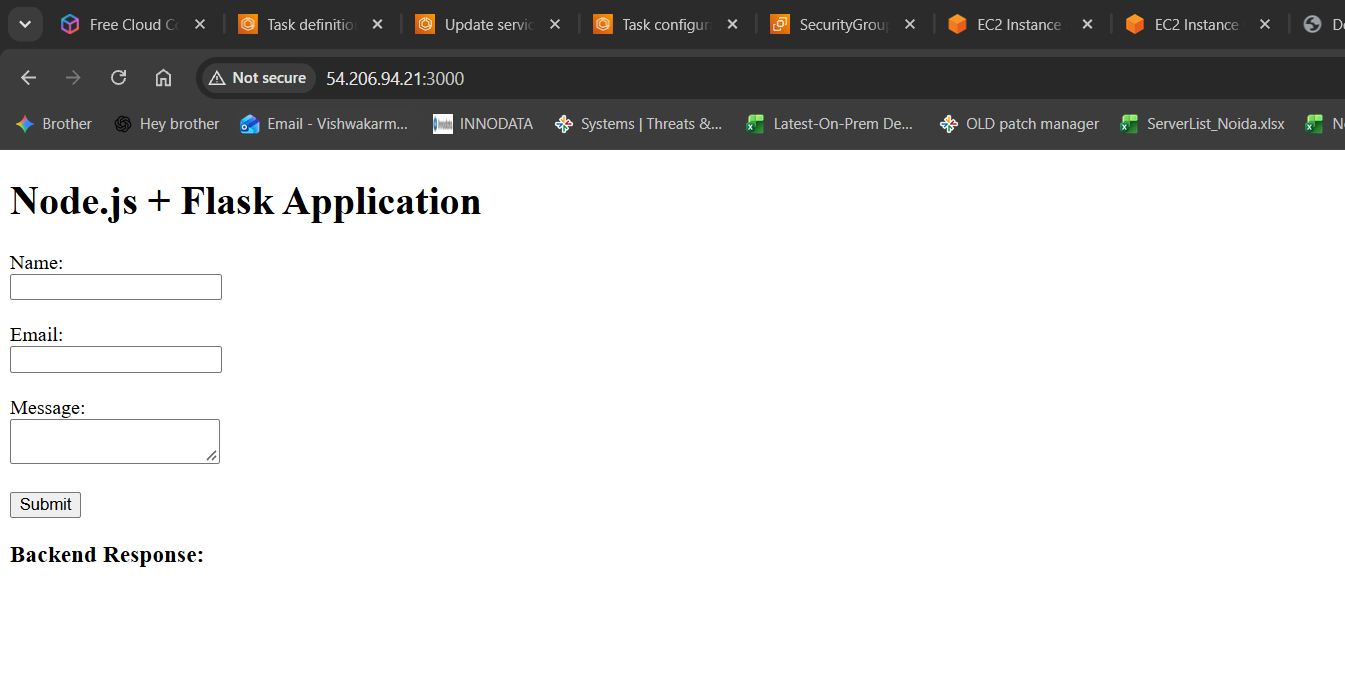 Free Cloud C
Task definitio
Update servic
Task configura
SecurityGroup
EC2 Instance
EC2 Instance
Not secure
54.206.94.21:3000
Brother
Hey brother
Email - Vishwakarm...
INNODATA
Systems | Threats &...
Latest-On-Prem De...
OLD patch manager
ServerList_Noida.xlsx
Node.js + Flask Application
Name:
Email:
Message:
Submit
Backend Response: